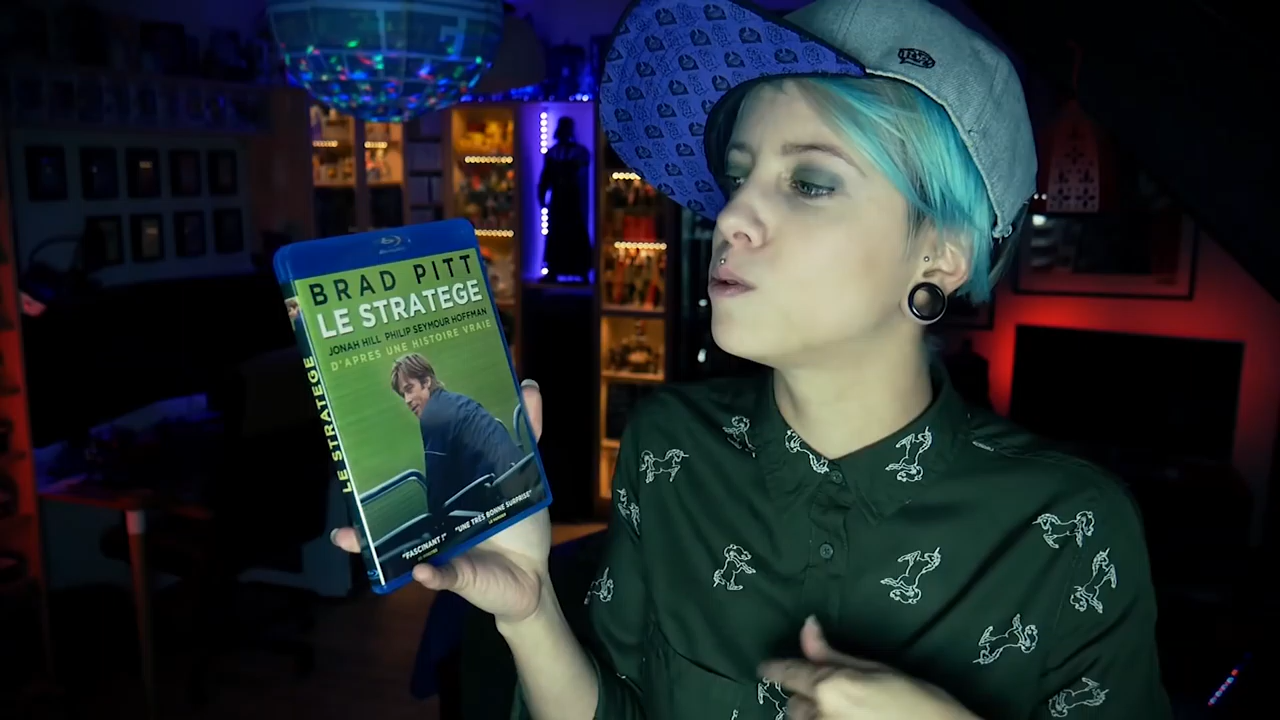 BRAD PITT
LE STRATEGE
JONAH HILL PHILIP SEYMOUR HOFFMAN
D'APRES UNE HISTOIRE VRAIE
LE STRATEGE
"FASCINANT !"
"UNE TRÈS BONNE SURPRISE"